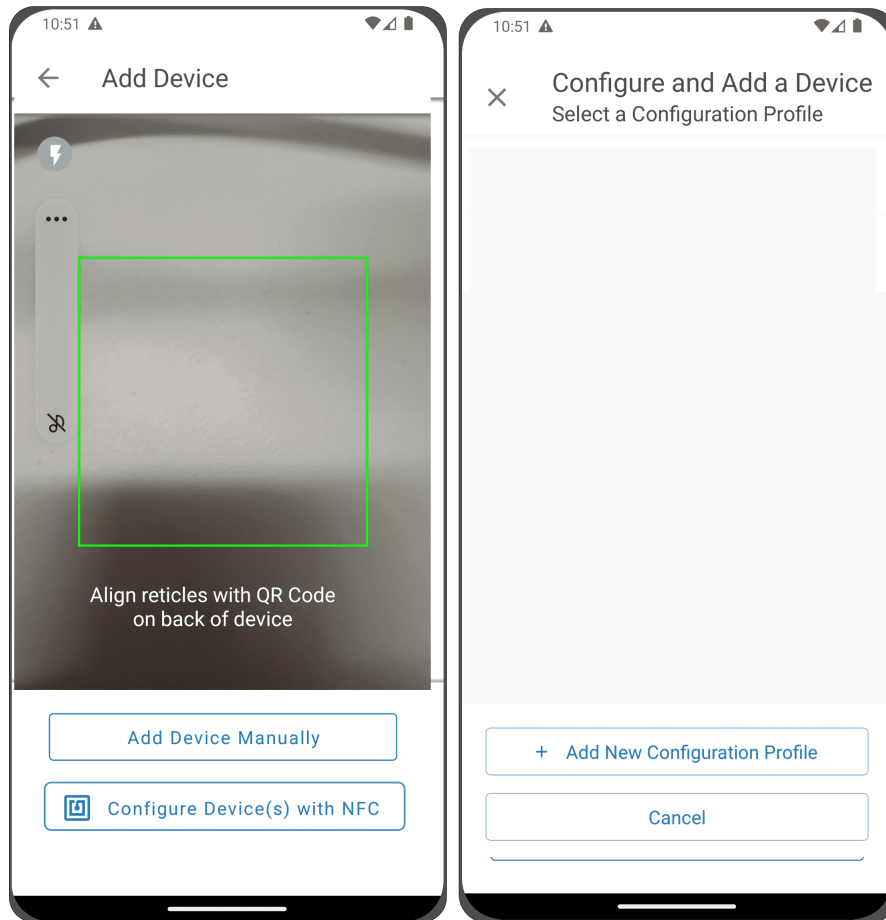 10:51
Add Device
Align reticles with QR Code
on back of device
Add Device Manually
Configure Device(s) with NFC
10:51
Configure and Add a Device
Select a Configuration Profile
+ Add New Configuration Profile
Cancel